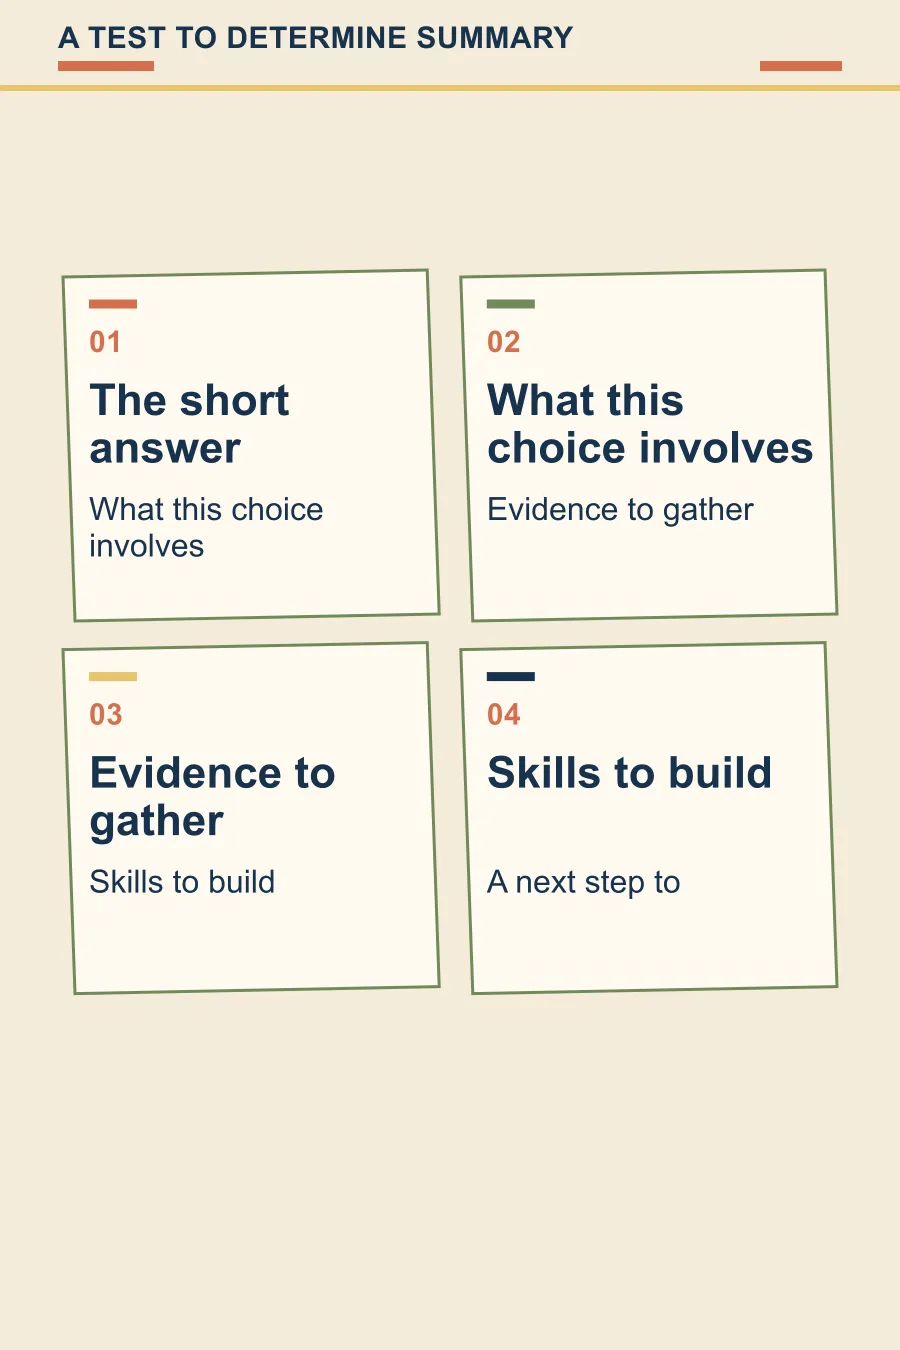 A TEST TO DETERMINE SUMMARY
01
The short
answer
What this choice
involves
02
What this
choice involves
Evidence to gather
03
Evidence to
gather
Skills to build
04
Skills to build
A next step to